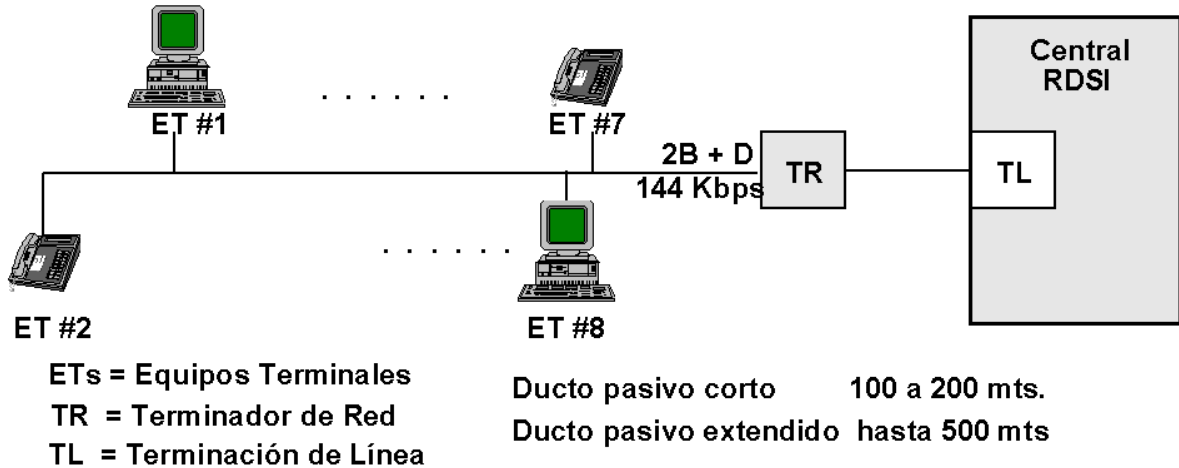 Central
RDSI
ET #1
. . . . . .
ET #7
2B + D
144 Kbps
TR
TL
. . . . . .
ET #2
ET #8
ETs = Equipos Terminales
TR = Terminador de Red
TL = Terminación de Línea
Ducto pasivo corto 100 a 200 mts.
Ducto pasivo extendido hasta 500 mts